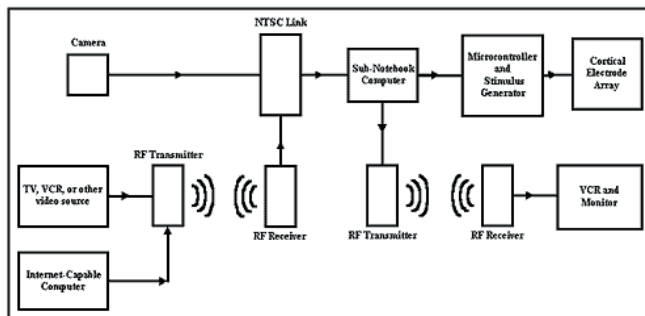 NTSC Link
Camera
Sub-Notebook
Computer
Microcontroller
and
Stimulus
Generator
Cortical
Electrode
Array
RF Transmitter
TV, VCR, or other
video source
RF Receiver
RF Transmitter
RF Receiver
VCR and
Monitor
Internet-Capable
Computer